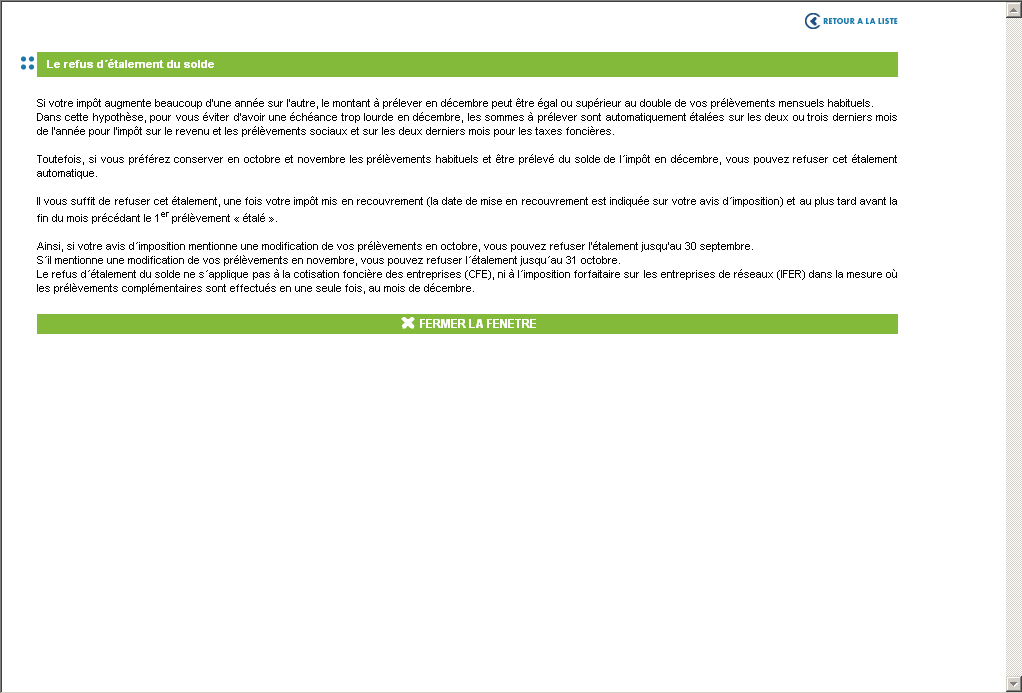 RETOUR A LA LISTE
Le refus d´étalement du solde
Si votre impôt augmente beaucoup d'une année sur l'autre, le montant à prélever en décembre peut être égal ou supérieur au double de vos prélèvements mensuels habituels.
Dans cette hypothèse, pour vous éviter d'avoir une échéance trop lourde en décembre, les sommes à prélever sont automatiquement étalées sur les deux ou trois derniers mois
de l'année pour l'impôt sur le revenu et les prélèvements sociaux et sur les deux derniers mois pour les taxes foncières.
Toutefois, si vous préférez conserver en octobre et novembre les prélèvements habituels et être prélevé du solde de l´impôt en décembre, vous pouvez refuser cet étalement
automatique.
Il vous suffit de refuser cet étalement, une fois votre impôt mis en recouvrement (la date de mise en recouvrement est indiquée sur votre avis d´imposition) et au plus tard avant la
fin du mois précédant le 1er prélèvement « étalé ».
Ainsi, si votre avis d´imposition mentionne une modification de vos prélèvements en octobre, vous pouvez refuser l'étalement jusqu'au 30 septembre.
S´il mentionne une modification de vos prélèvements en novembre, vous pouvez refuser l´étalement jusqu´au 31 octobre.
Le refus d´étalement du solde ne s´applique pas à la cotisation foncière des entreprises (CFE), ni à l´imposition forfaitaire sur les entreprises de réseaux (IFER) dans la mesure où
les prélèvements complémentaires sont effectués en une seule fois, au mois de décembre.
FERMER LA FENETRE